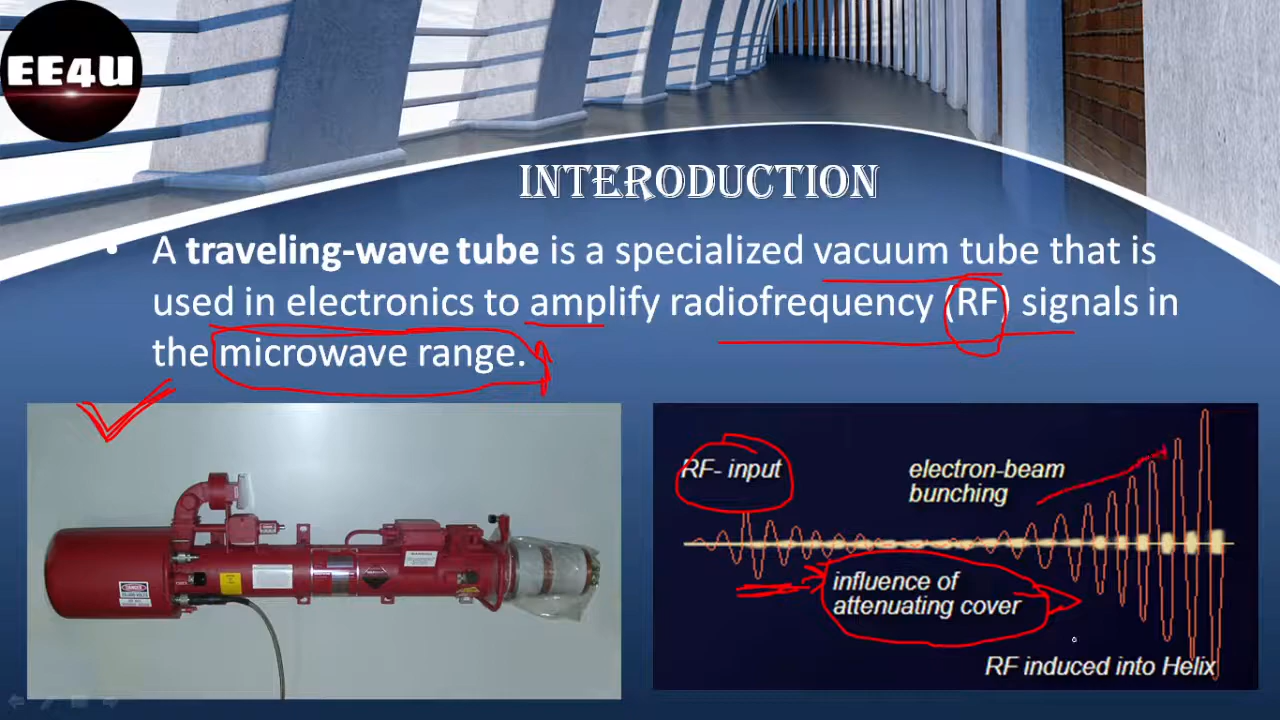 EE4U
INTERODUCTION
• A traveling-wave tube is a specialized vacuum tube that is
used in electronics to amplify radiofrequency (RF) signals in
the microwave range.
RF- input
electron-beam
bunching
influence of
attenuating cover
RF induced into Helix